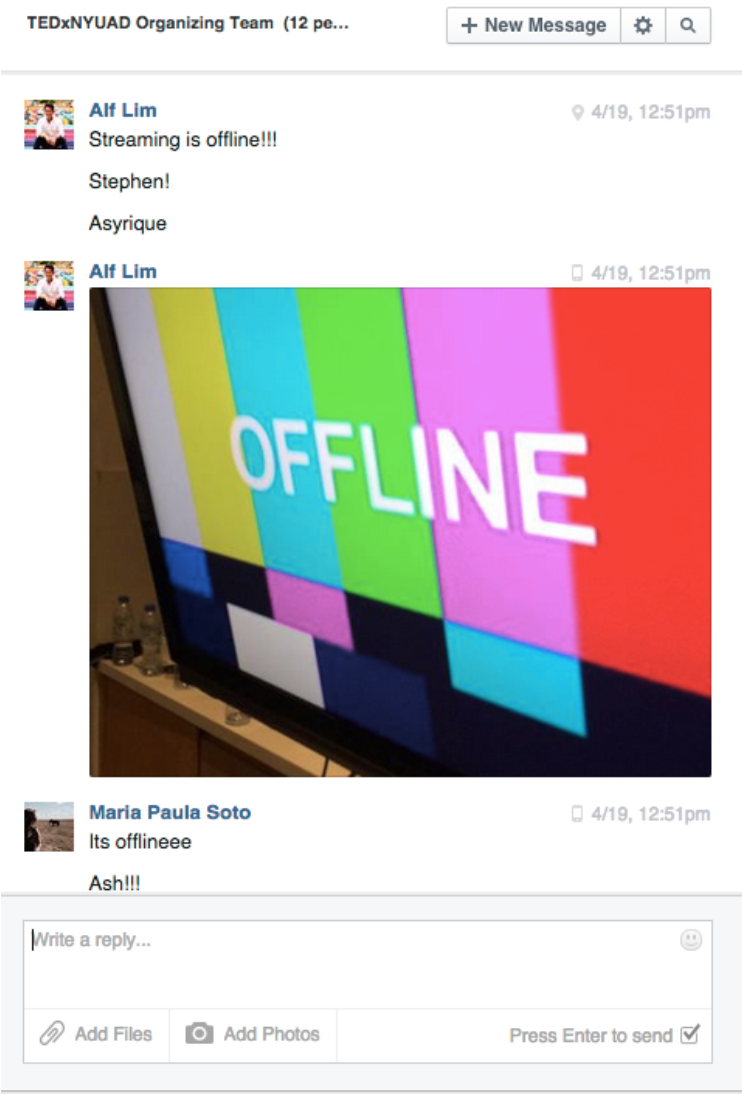 TEDxNYUAD Organizing Team (12 pe...
+ New Message
Alf Lim
4/19, 12:51pm
Streaming is offline!!!
Stephen!
Asyrique
Alf Lim
4/19, 12:51pm
OFFLINE
Maria Paula Soto
4/19, 12:51pm
Its offlineee
Ash!!!
Write a reply...
Add Files
Add Photos
Press Enter to send